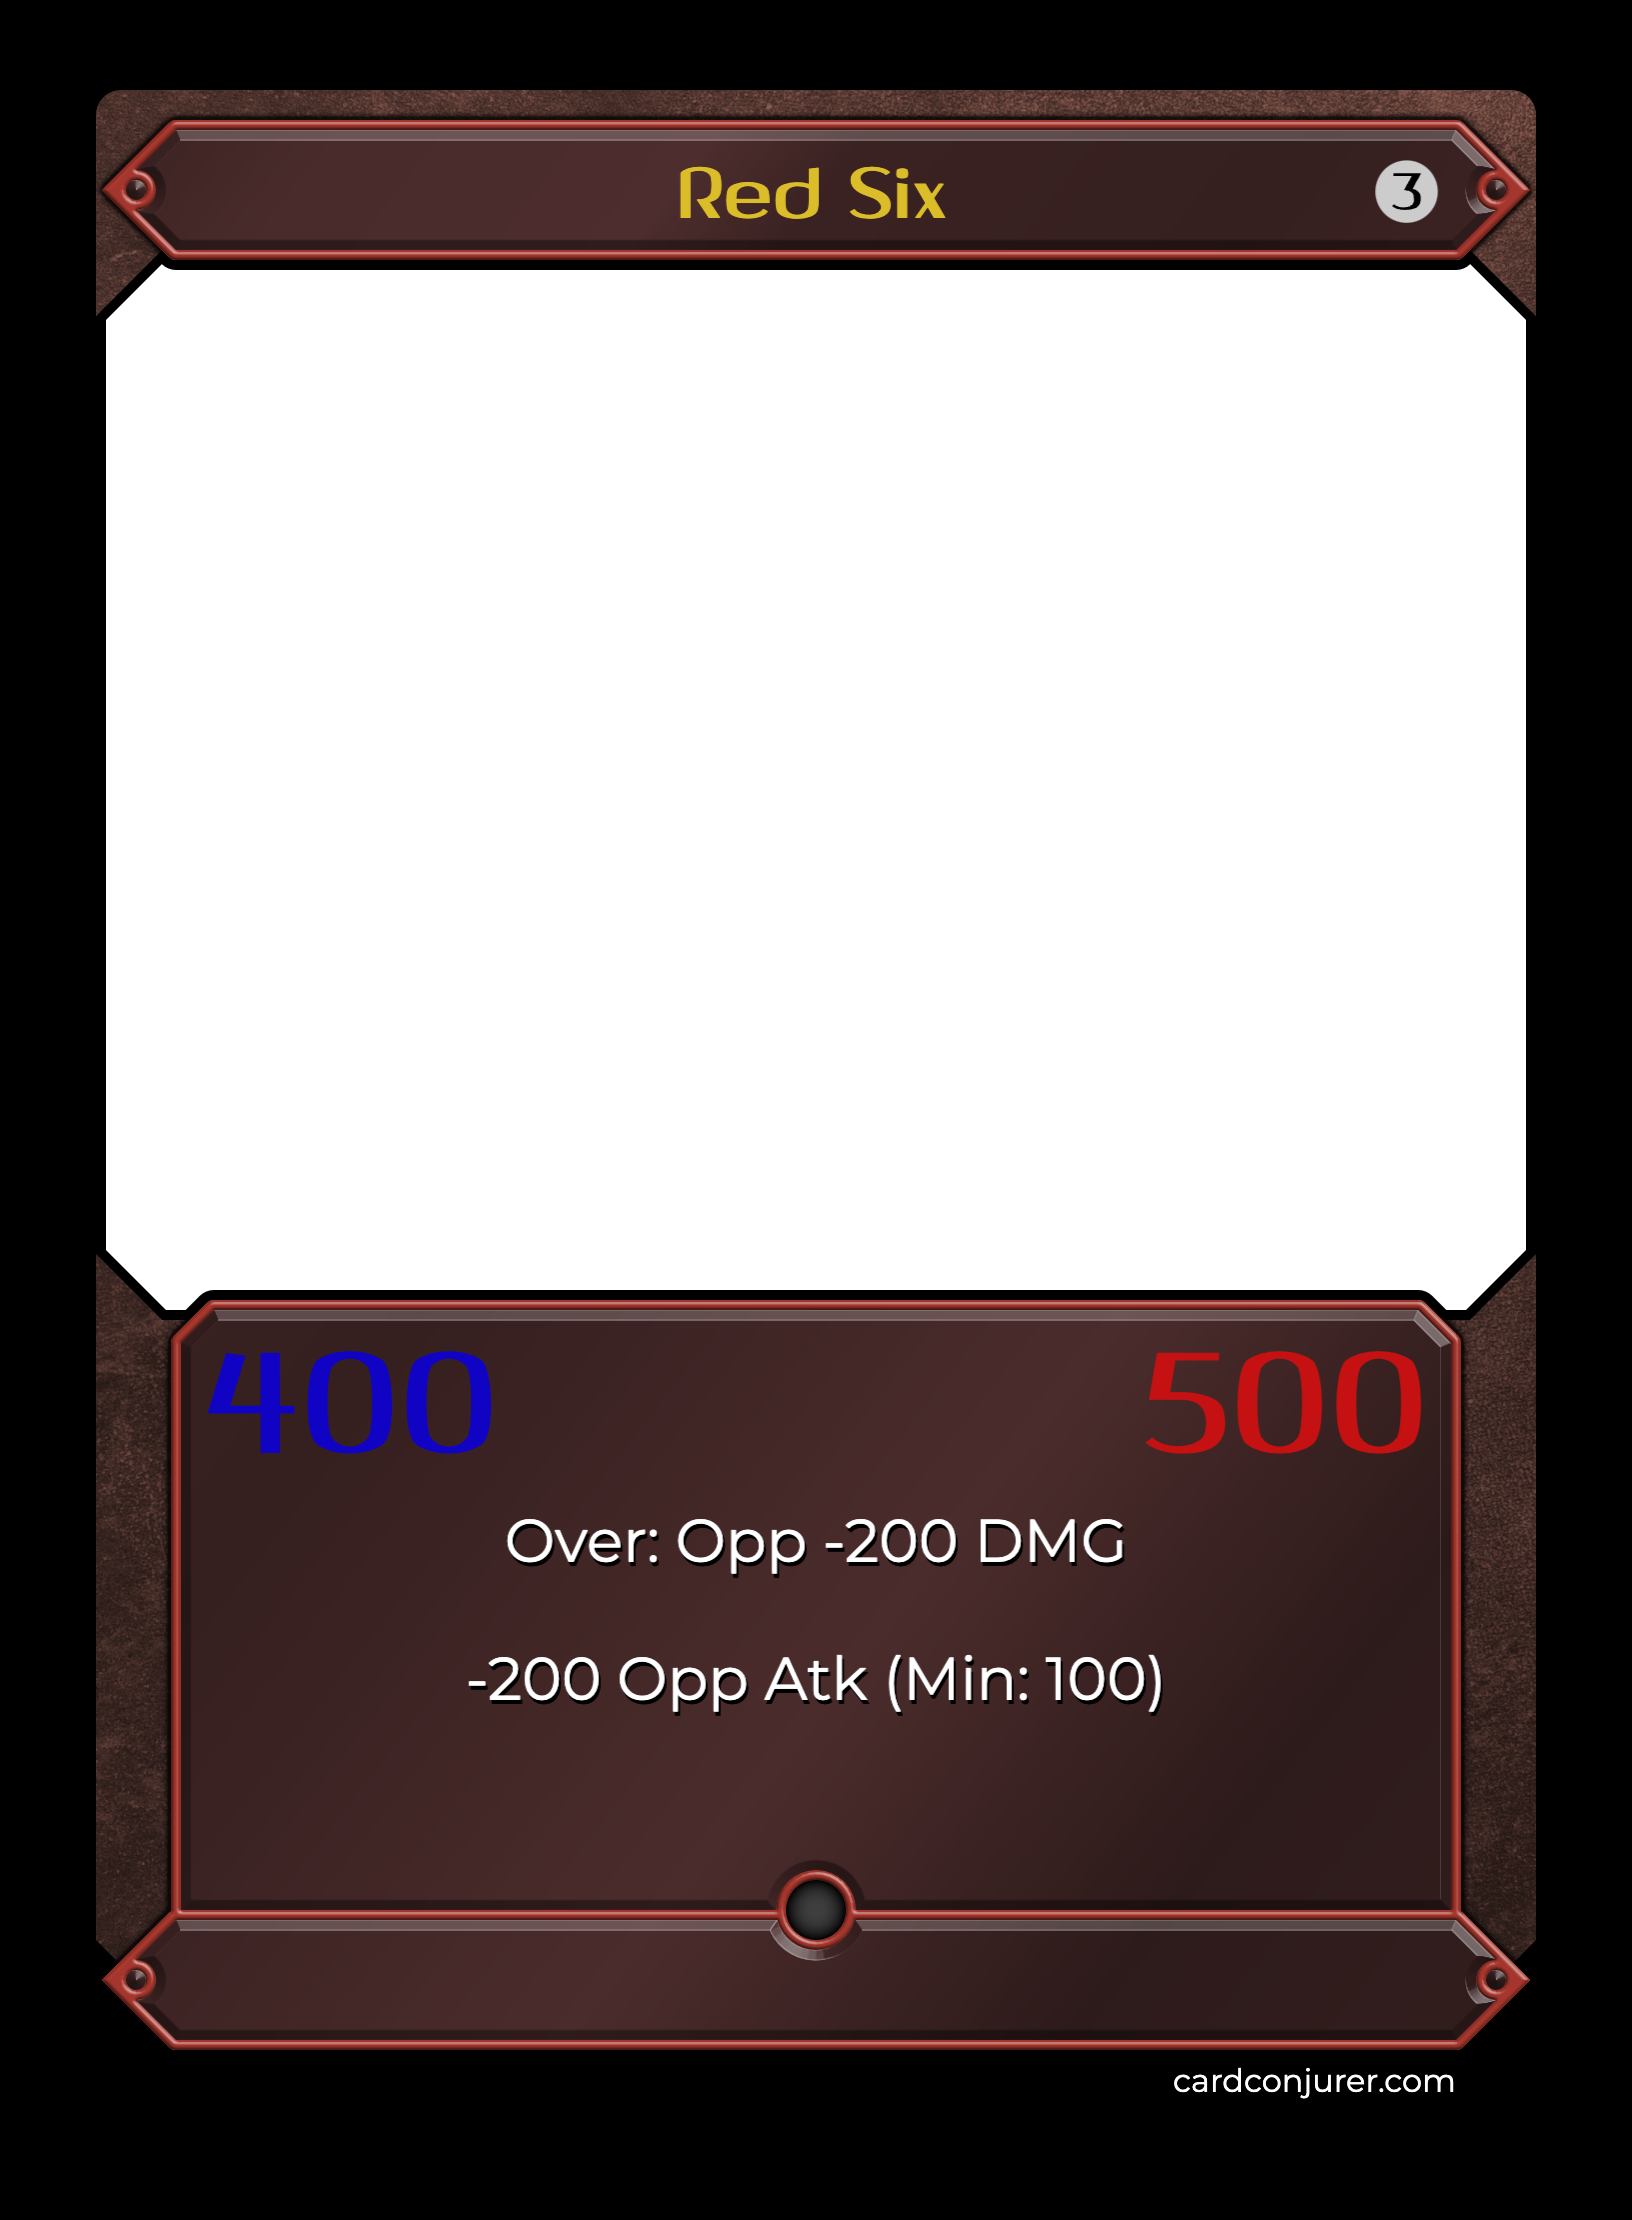 Red Six 3
400 500
Over: Opp -200 DMG
-200 Opp Atk (Min: 100)
cardconjurer.com